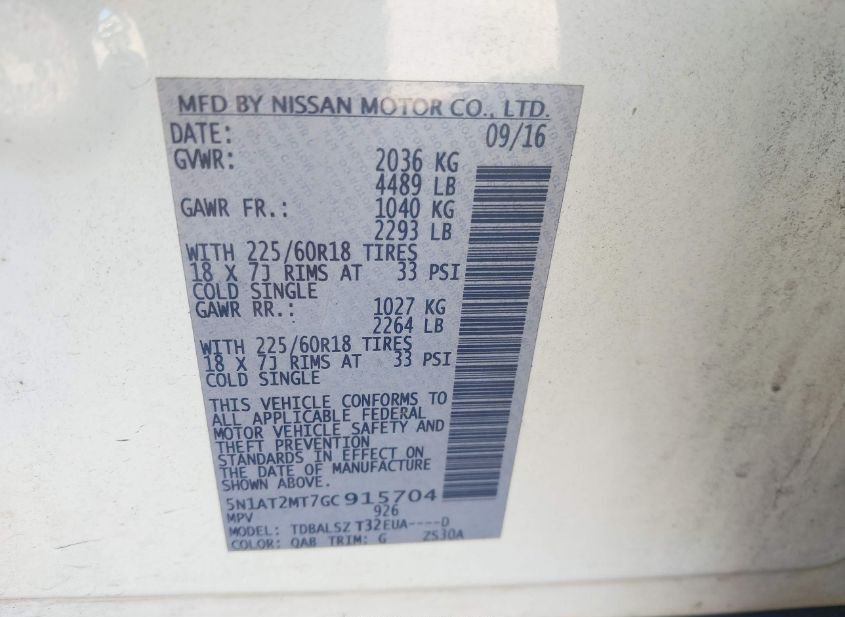 MFD BY NISSAN MOTOR CO., LTD.
DATE: 09/16
GVWR: 2036 KG
4489 LB
GAWR FR.: 1040 KG
2293 LB
WITH 225/60R18 TIRES
18 X 7J RIMS AT 33 PSI
COLD SINGLE
GAWR RR.: 1027 KG
2264 LB
WITH 225/60R18 TIRES
18 X 7J RIMS AT 33 PSI
COLD SINGLE
THIS VEHICLE CONFORMS TO
ALL APPLICABLE FEDERAL
MOTOR VEHICLE SAFETY AND
THEFT PREVENTION
STANDARDS IN EFFECT ON
THE DATE OF MANUFACTURE
SHOWN ABOVE.
5N1AT2MT7GC915704
MPV 926
MODEL: TDBALSZ T32EUA----D
COLOR: QAB TRIM: G ZS30A